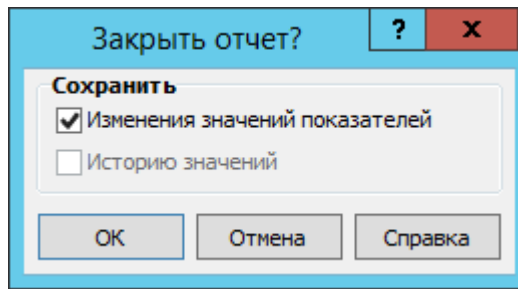 Закрыть отчет?
?
x
Сохранить
Изменения значений показателей
Историю значений
ОК
Отмена
Справка